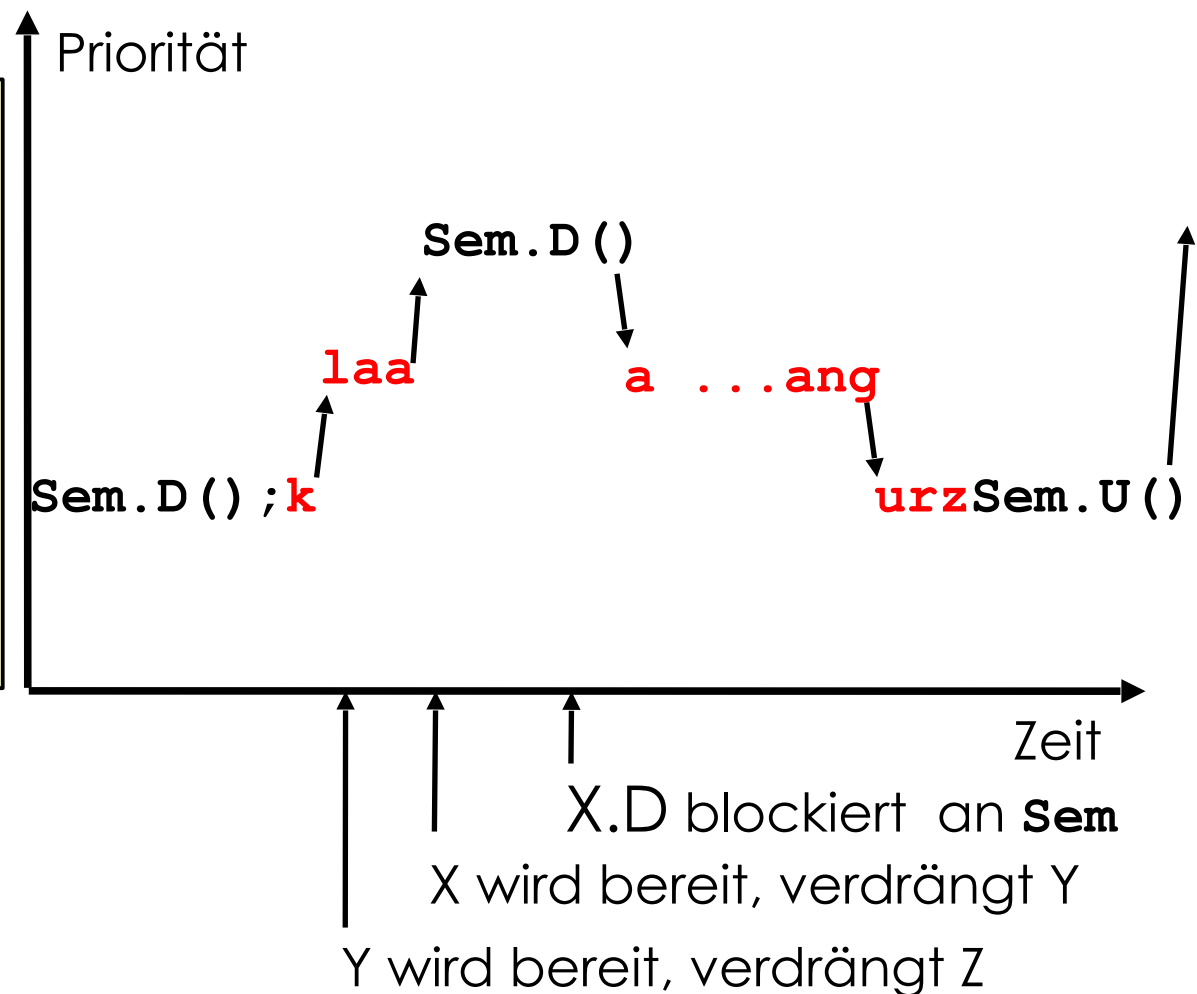 Priorität
Sem.D()
laa
a ...ang
Sem.D();k
urzSem.U()
Zeit
X.D blockiert an Sem
X wird bereit, verdrängt Y
Y wird bereit, verdrängt Z